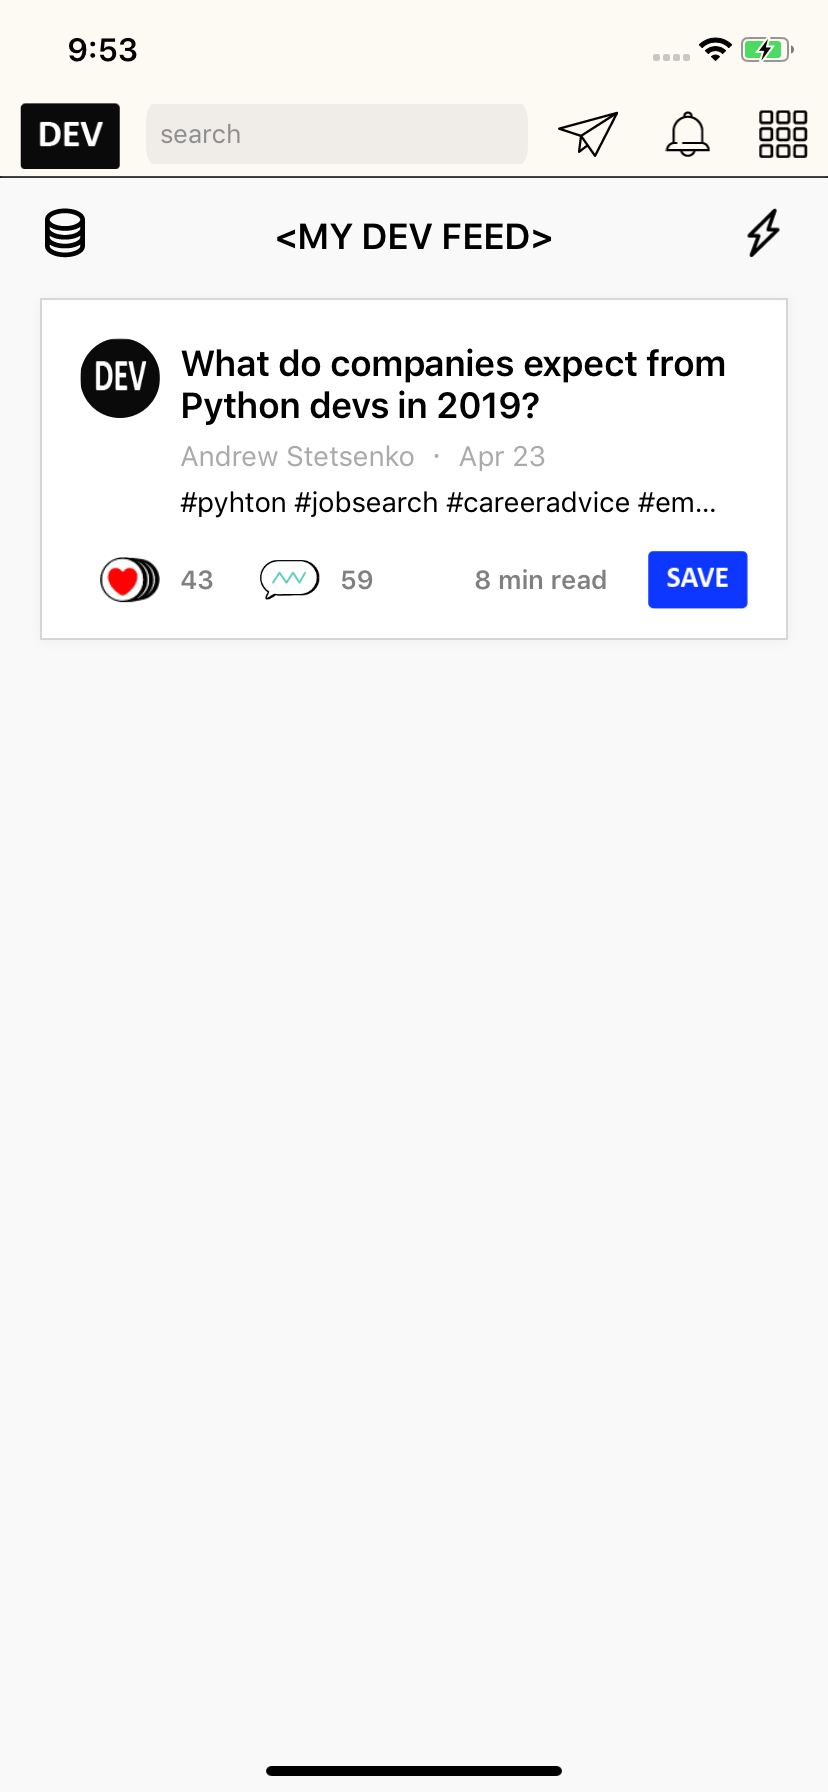 9:53
DEV
search
<MY DEV FEED>
DEV
What do companies expect from
Python devs in 2019?
Andrew Stetsenko · Apr 23
#pyhton #jobsearch #careeradvice #em...
43 59 8 min read SAVE